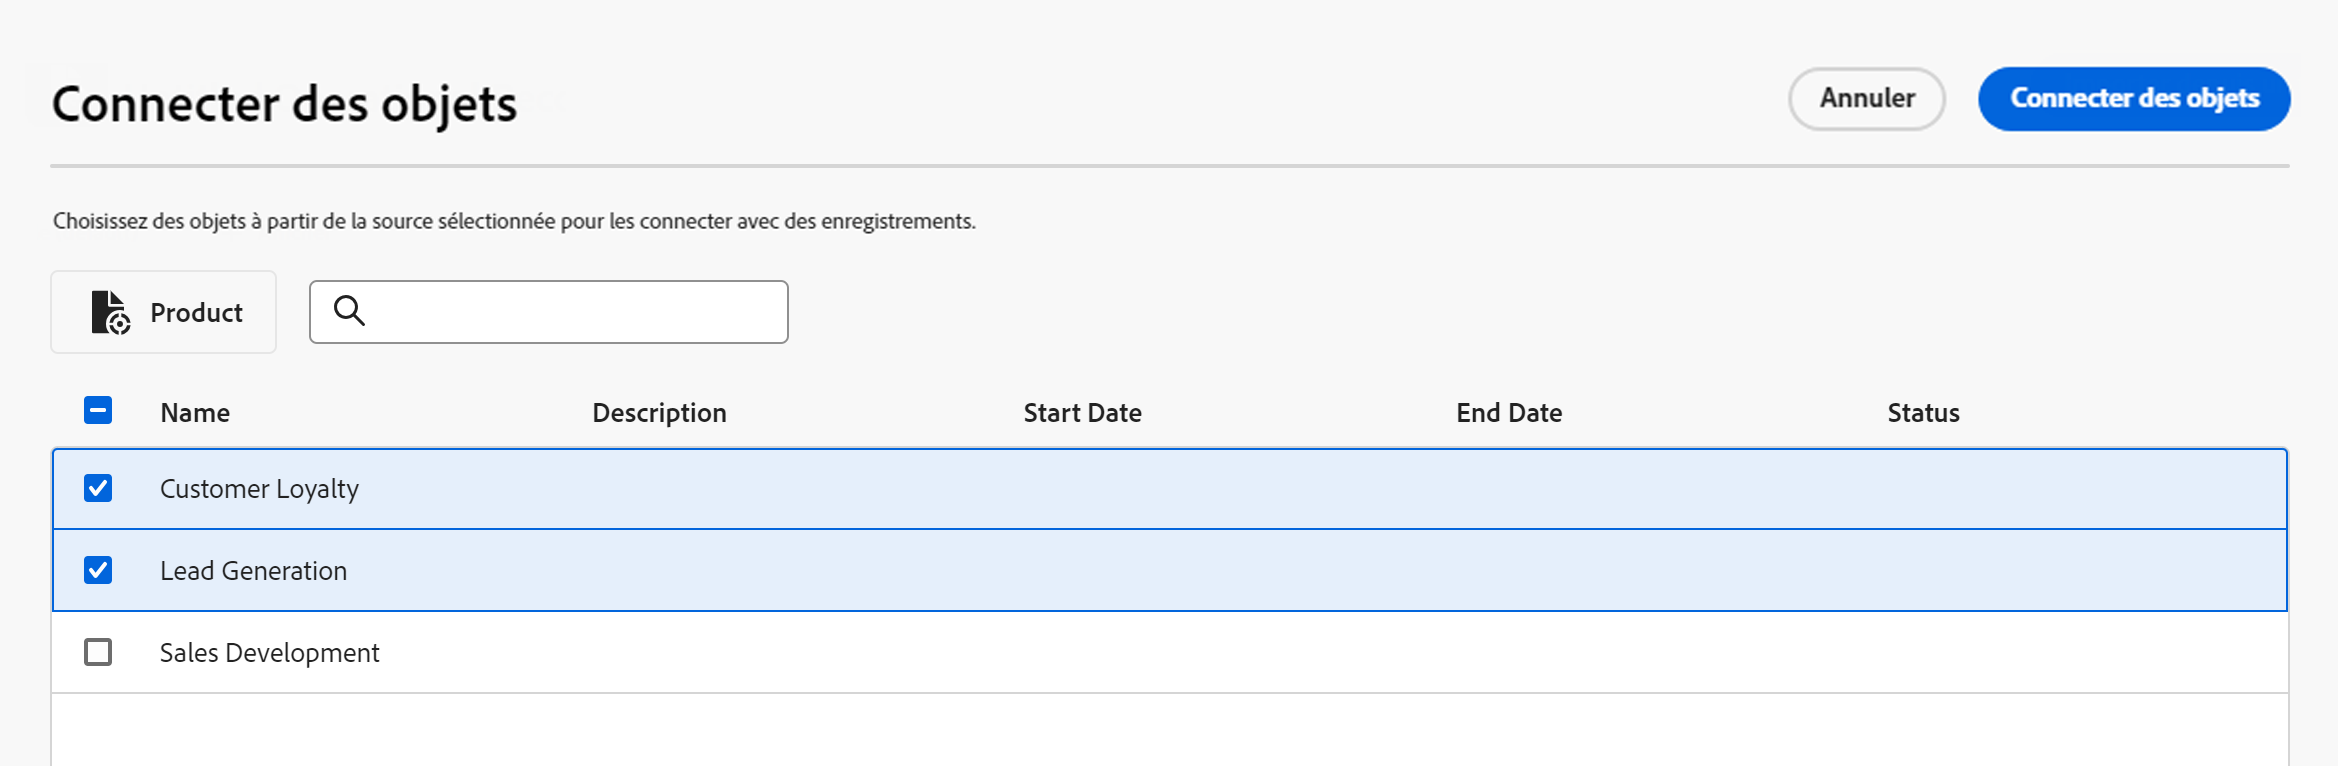 Connecter des objets
Annuler
Connecter des objets
Choisissez des objets à partir de la source sélectionnée pour les connecter avec des enregistrements.
Product
Name Description Start Date End Date Status
Customer Loyalty
Lead Generation
Sales Development